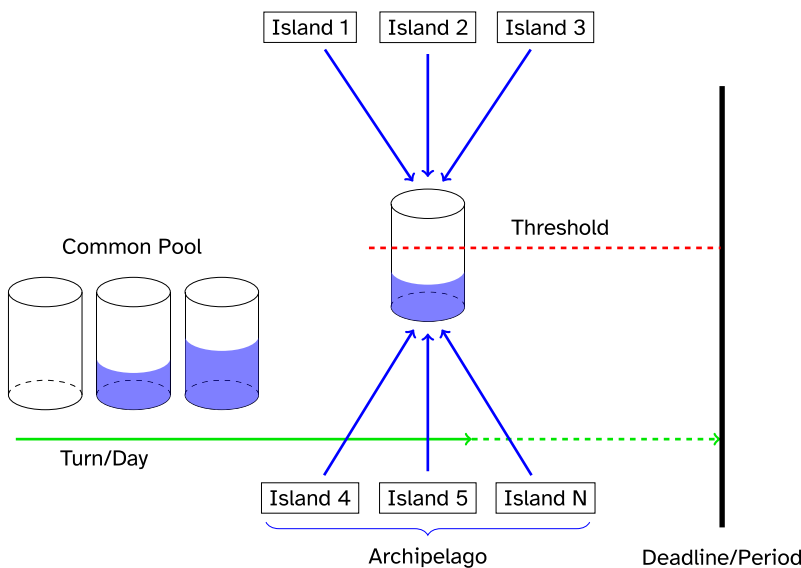 Island 1
Island 2
Island 3
Threshold
Common Pool
Turn/Day
Island 4
Island 5
Island N
Archipelago
Deadline/Period